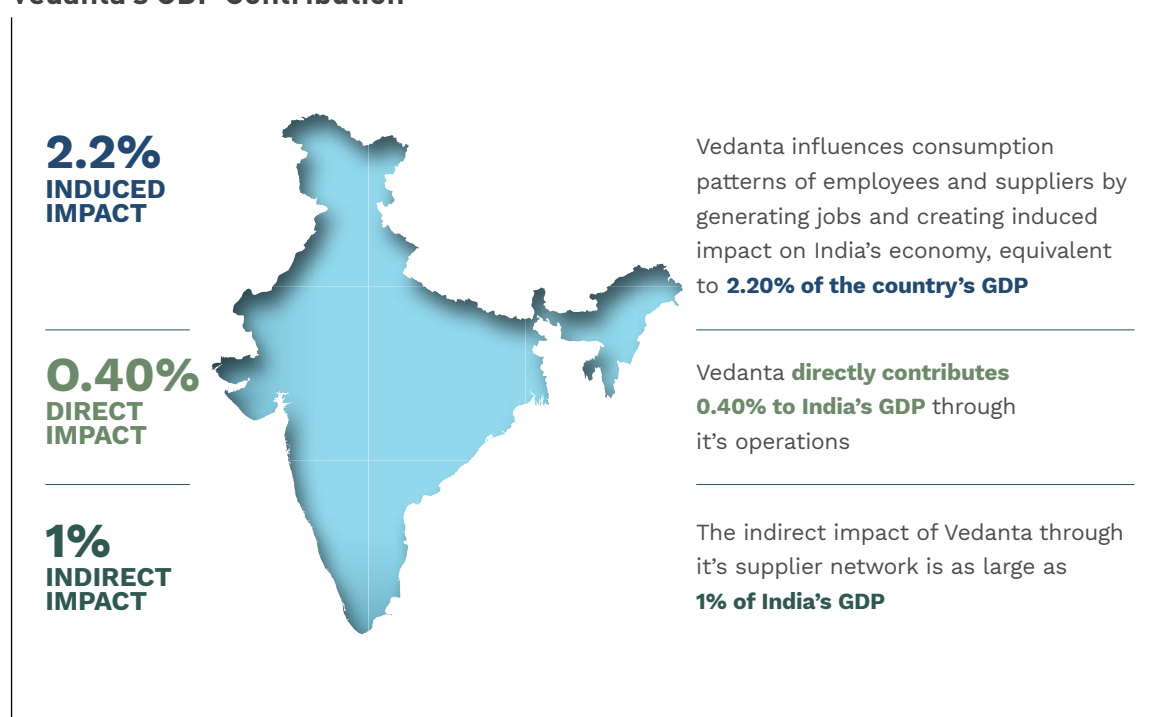 Vedanta's GDP Contribution
2.2%
INDUCED
IMPACT
Vedanta influences consumption
patterns of employees and suppliers by
generating jobs and creating induced
impact on India's economy, equivalent
to 2.20% of the country's GDP
0.40%
DIRECT
IMPACT
Vedanta directly contributes
0.40% to India's GDP through
it's operations
1%
INDIRECT
IMPACT
The indirect impact of Vedanta through
it's supplier network is as large as
1% of India's GDP